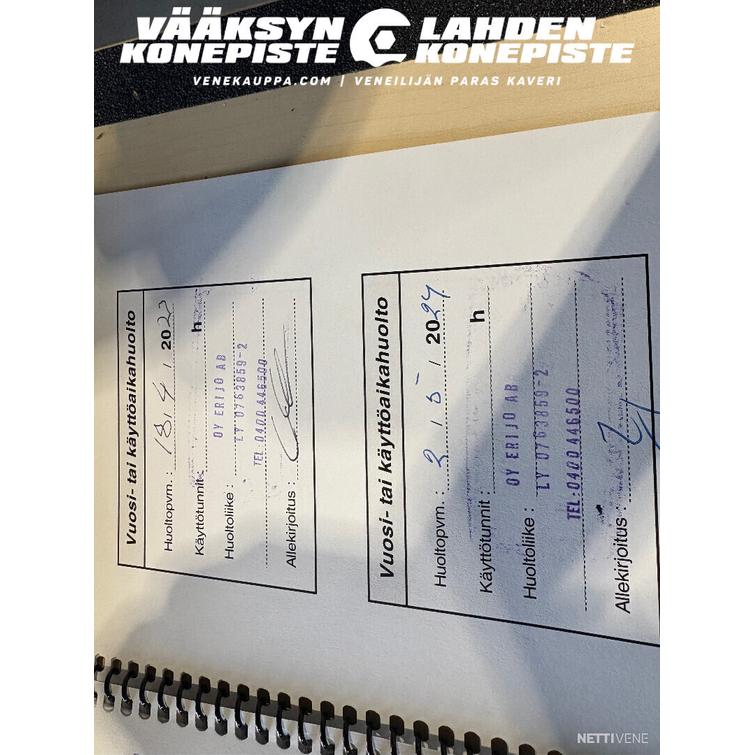 VÄÄKSYN KONEPISTE
LAHDEN KONEPISTE
VENEKAUPPA.COM | VENEILIJÄN PARAS KAVERI
Vuosi- tai käyttöaikahuolto
Huoltopvm. : 18 / 4 / 2022
Käyttötunnit : h
Huoltoliike : OY ERIJO AB
LY 0763859-2
TEL: 0400 446500
Allekirjoitus :
Vuosi- tai käyttöaikahuolto
Huoltopvm. : 2 / 5 / 2024
Käyttötunnit : h
Huoltoliike : OY ERIJO AB
LY 0763859-2
TEL: 0400 446500
Allekirjoitus :
NETTIVENE